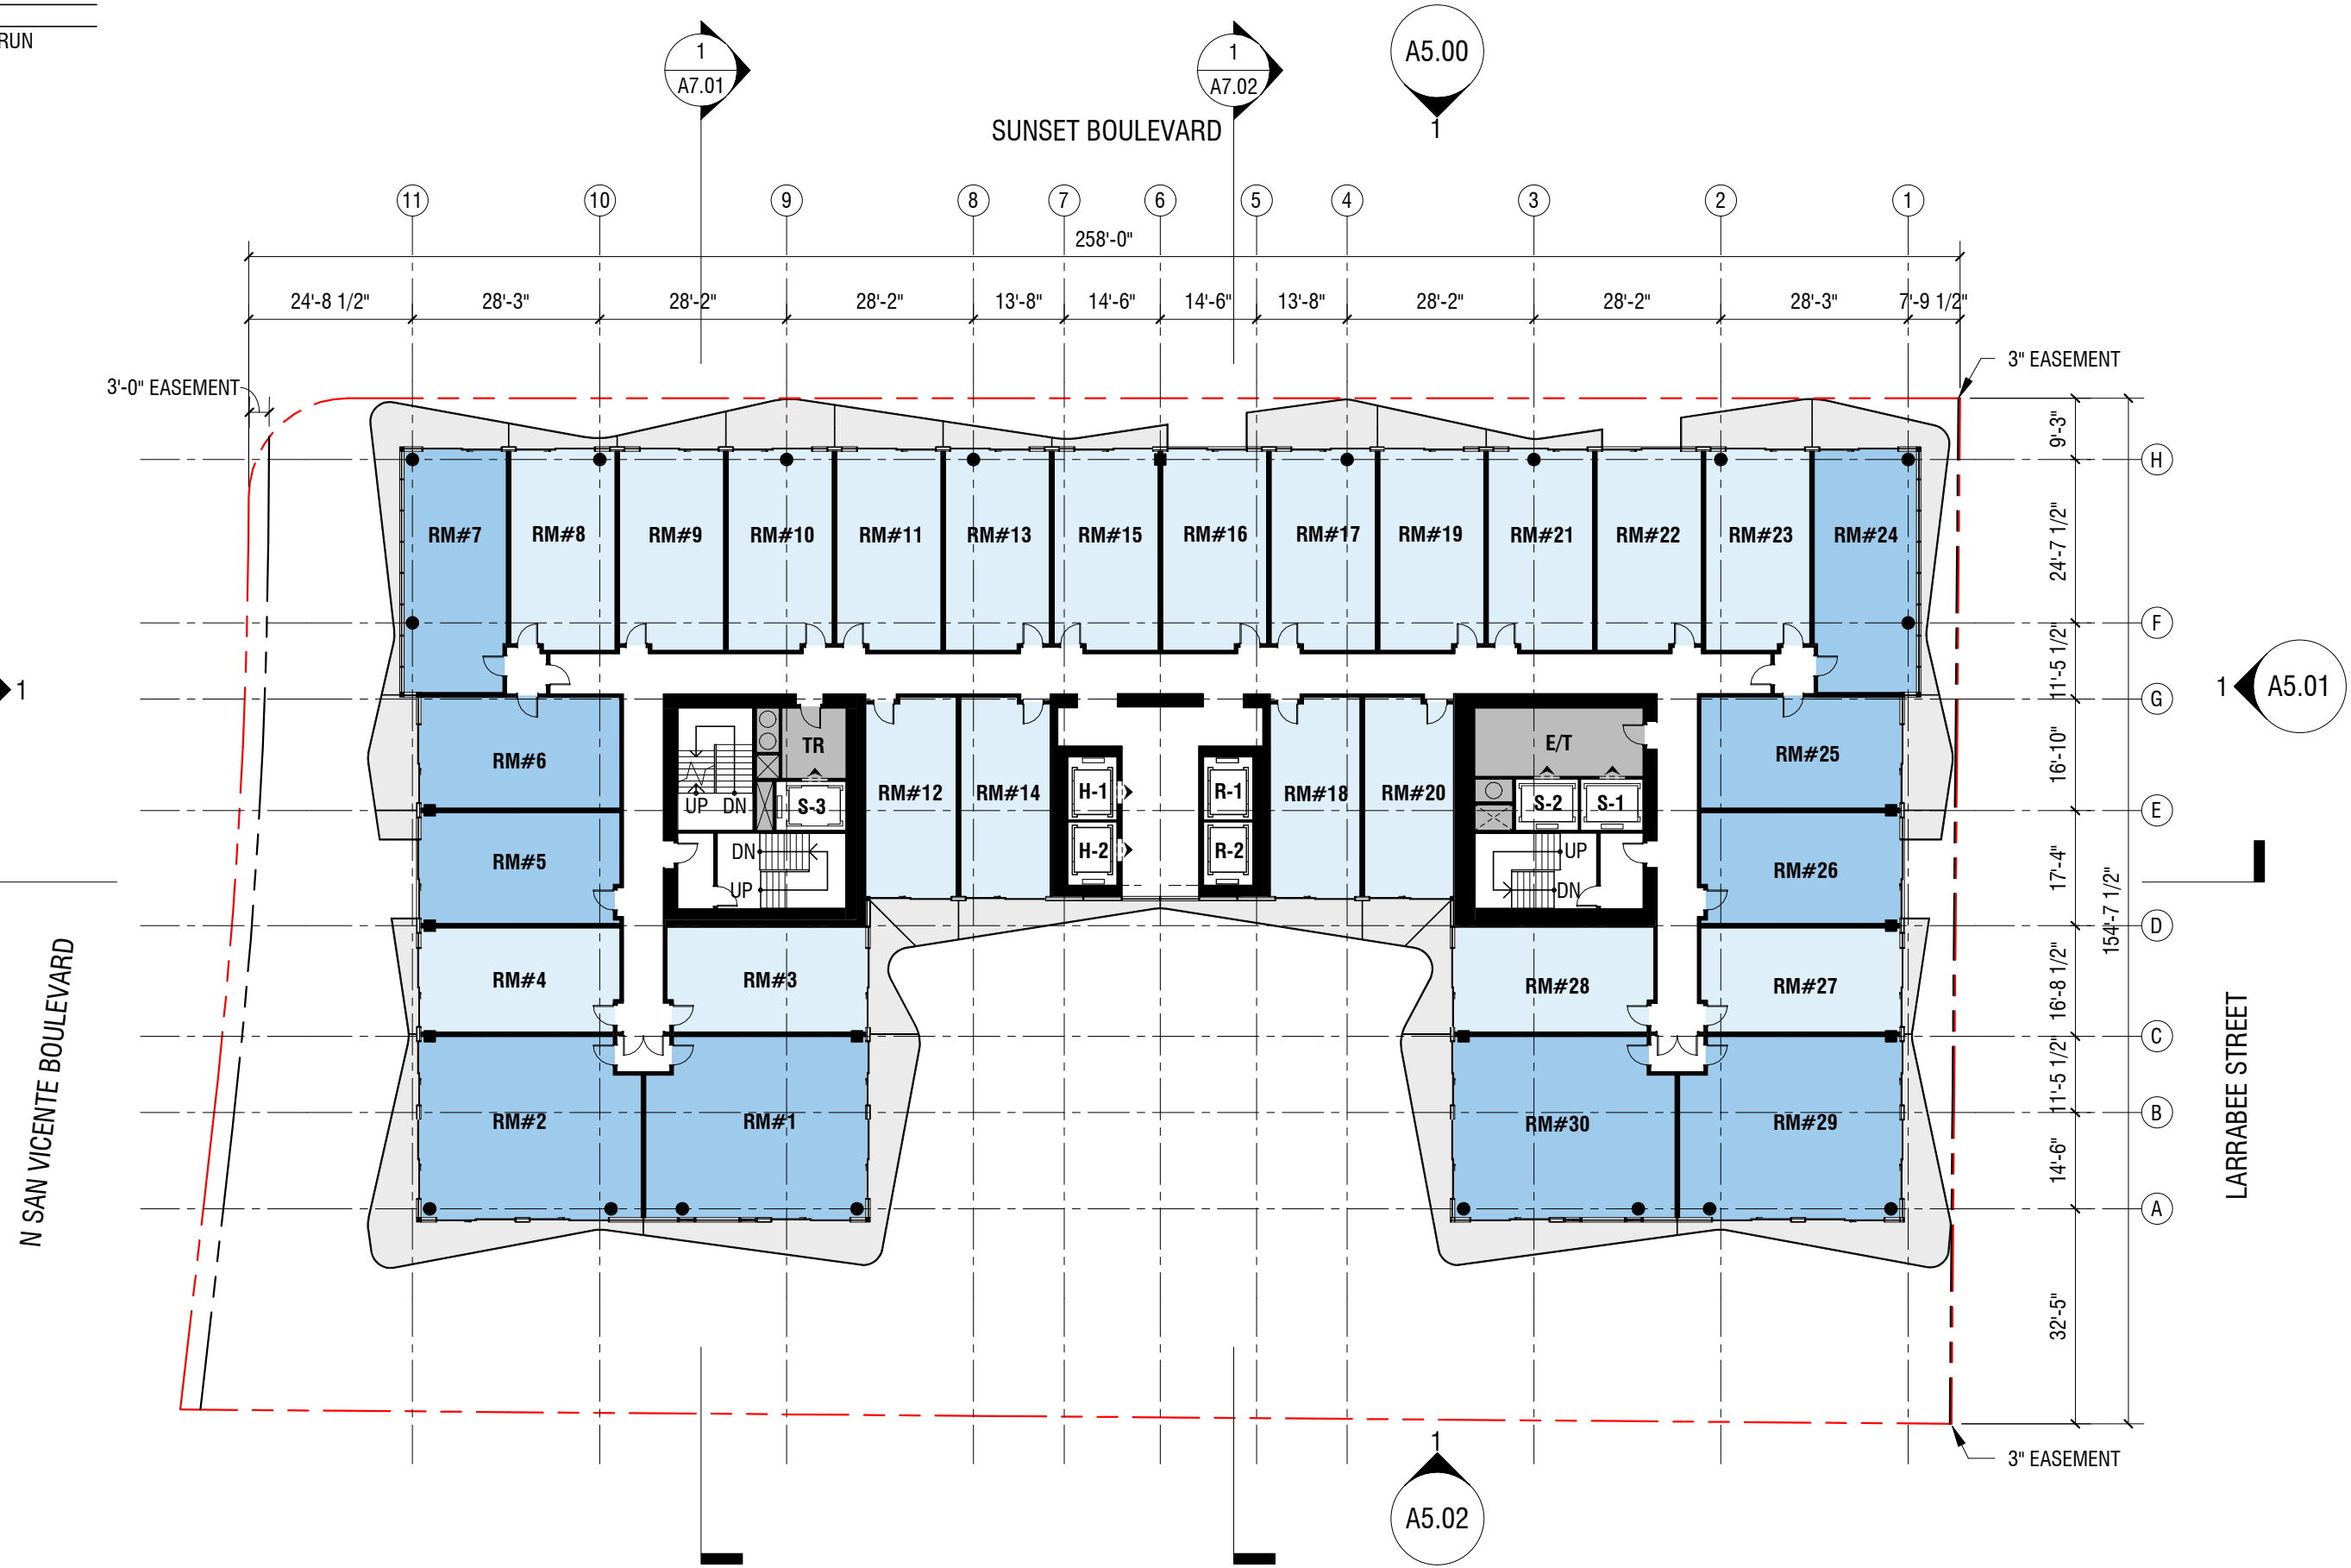 RUN
1
A7.01
1
A7.02
A5.00
1
SUNSET BOULEVARD
11
10
9
8
7
6
5
4
3
2
1
258'-0"
24'-8 1/2"
28'-3"
28'-2"
28'-2"
13'-8"
14'-6"
14'-6"
13'-8"
28'-2"
28'-2"
28'-3"
7'-9 1/2"
3'-0" EASEMENT
3" EASEMENT
9'-3"
H
24'-7 1/2"
F
11'-5 1/2"
G
16'-10"
E
17'-4"
D
154'-7 1/2"
16'-8 1/2"
C
11'-5 1/2"
B
14'-6"
A
32'-5"
RM#7
RM#8
RM#9
RM#10
RM#11
RM#13
RM#15
RM#16
RM#17
RM#19
RM#21
RM#22
RM#23
RM#24
1
1
A5.01
RM#6
TR
E/T
RM#25
UP
DN
S-3
RM#12
RM#14
H-1
R-1
RM#18
RM#20
S-2
S-1
RM#5
DN
UP
H-2
R-2
UP
DN
RM#26
RM#4
RM#3
RM#28
RM#27
RM#2
RM#1
RM#30
RM#29
N SAN VICENTE BOULEVARD
LARRABEE STREET
3" EASEMENT
1
A5.02